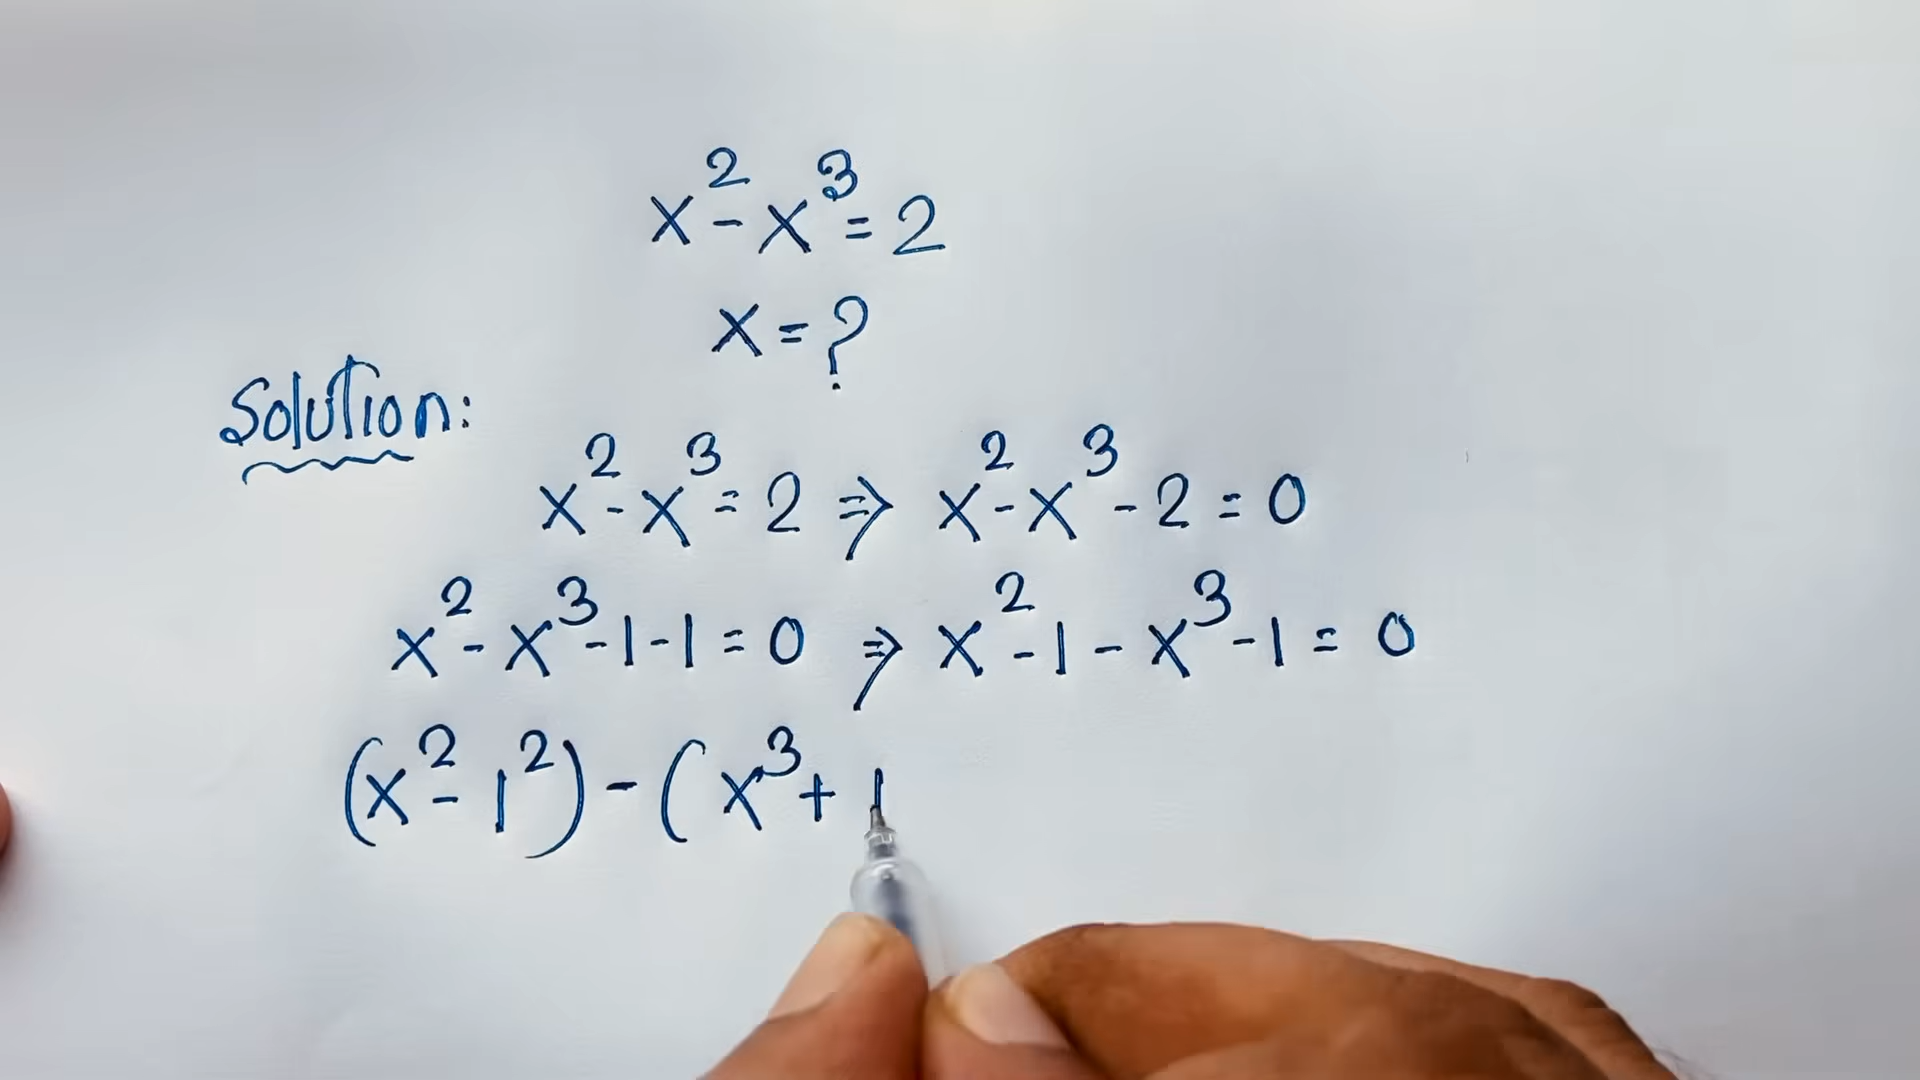 x²-x³=2
x=?
Solution:
x²-x³=2 ⇒ x²-x³-2=0
x²-x³-1-1=0 ⇒ x²-1-x³-1=0
(x²-1²)-(x³+1